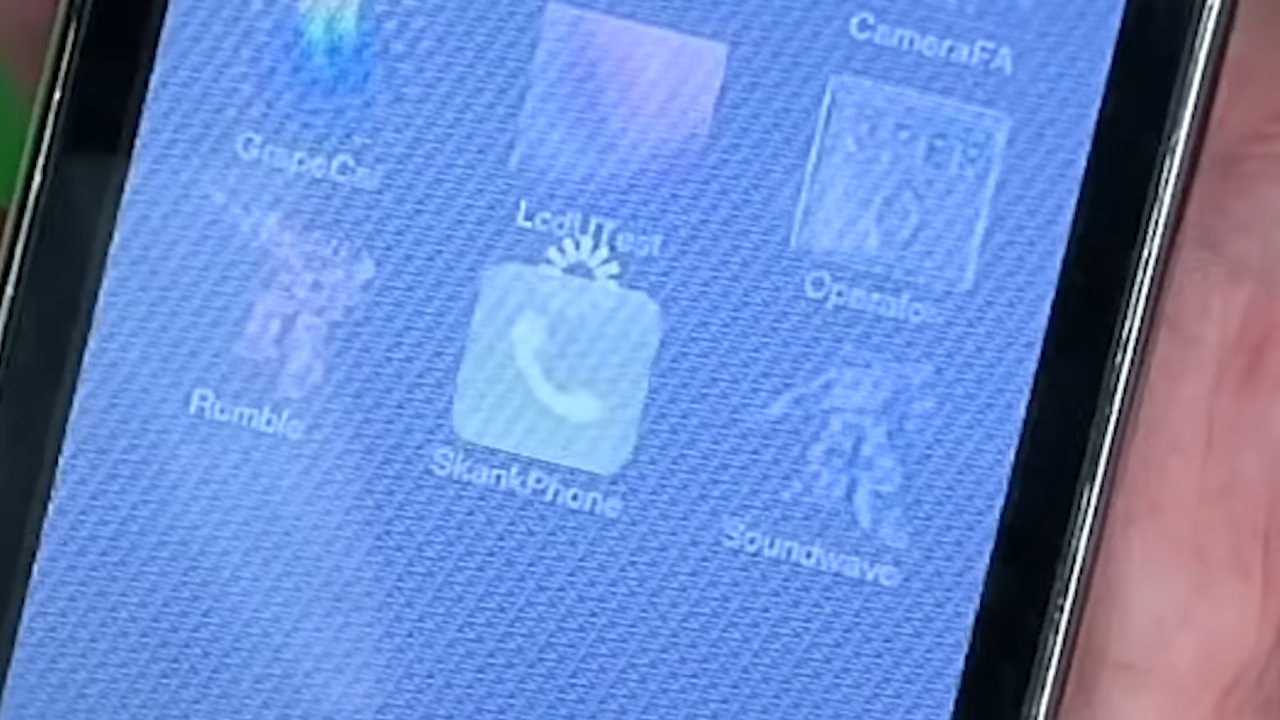 CameraFA
GrapeCal
LcdUTest
Operator
Rumble
SkankPhone
Soundwave